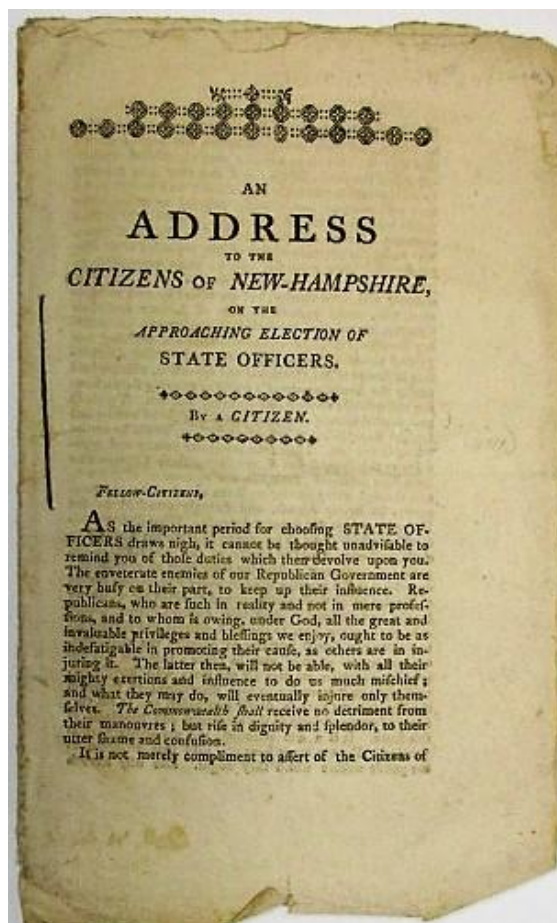 AN
ADDRESS
TO THE
CITIZENS OF NEW-HAMPSHIRE,
ON THE
APPROACHING ELECTION OF
STATE OFFICERS.
BY A CITIZEN.
FELLOW-CITIZENS,
AS the important period for chooſing STATE OF-
FICERS draws nigh, it cannot be thought unadviſable to
remind you of thoſe duties which then devolve upon you.
The enveterate enemies of our Republican Government are
very buſy on their part, to keep up their influence. Re-
publicans, who are ſuch in reality and not in mere profeſ-
ſions, and to whom is owing, under God, all the great and
invaluable privileges and bleſſings we enjoy, ought to be as
indefatigable in promoting their cauſe, as others are in in-
juring it. The latter then, will not be able, with all their
mighty exertions and influence to do us much miſchief;
and what they may do, will eventually injure only them-
ſelves. The Commonwealth ſhall receive no detriment from
their manouvres; but riſe in dignity and ſplendor, to their
utter ſhame and confuſion.
It is not merely compliment to aſſert of the Citizens of